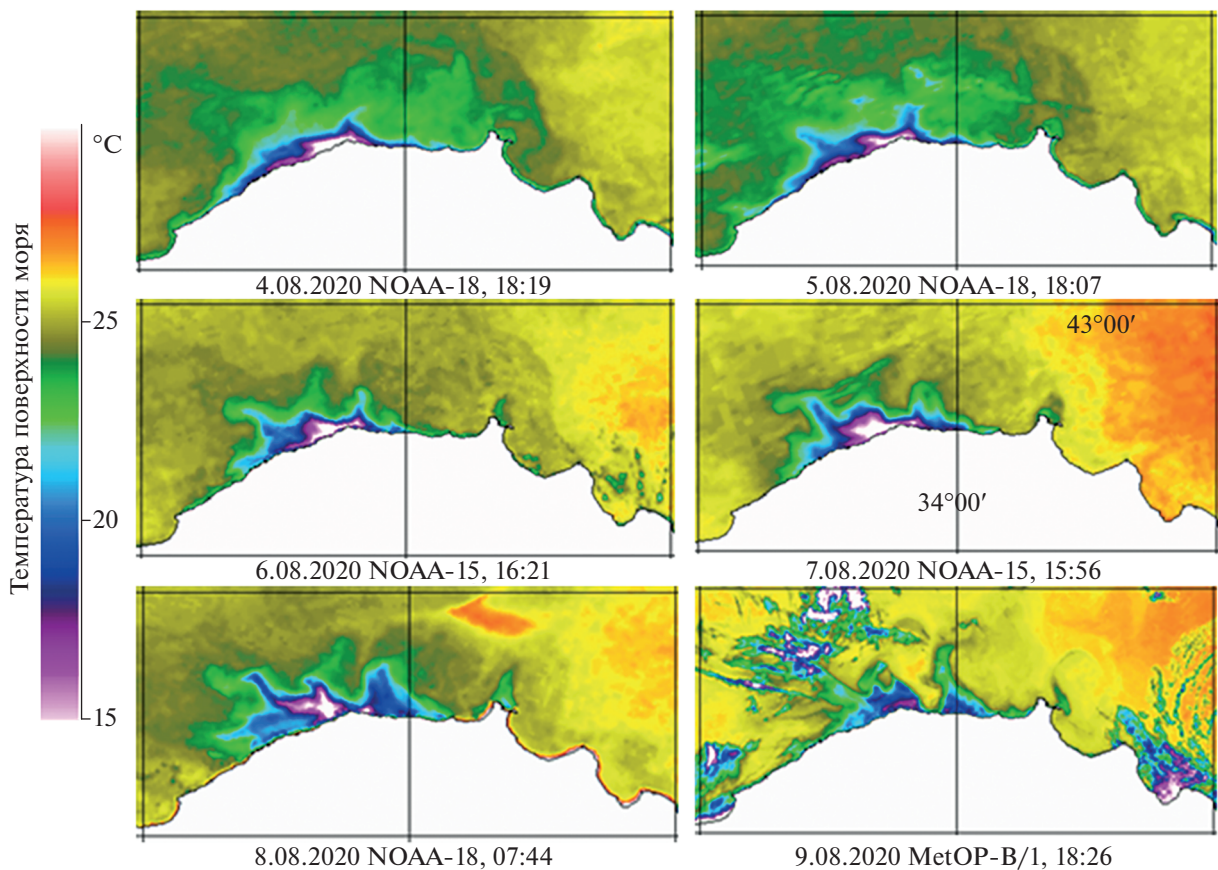 Температура поверхности моря
°C
25
20
15
4.08.2020 NOAA-18, 18:19
5.08.2020 NOAA-18, 18:07
43°00′
34°00′
6.08.2020 NOAA-15, 16:21
7.08.2020 NOAA-15, 15:56
8.08.2020 NOAA-18, 07:44
9.08.2020 MetOP-B/1, 18:26